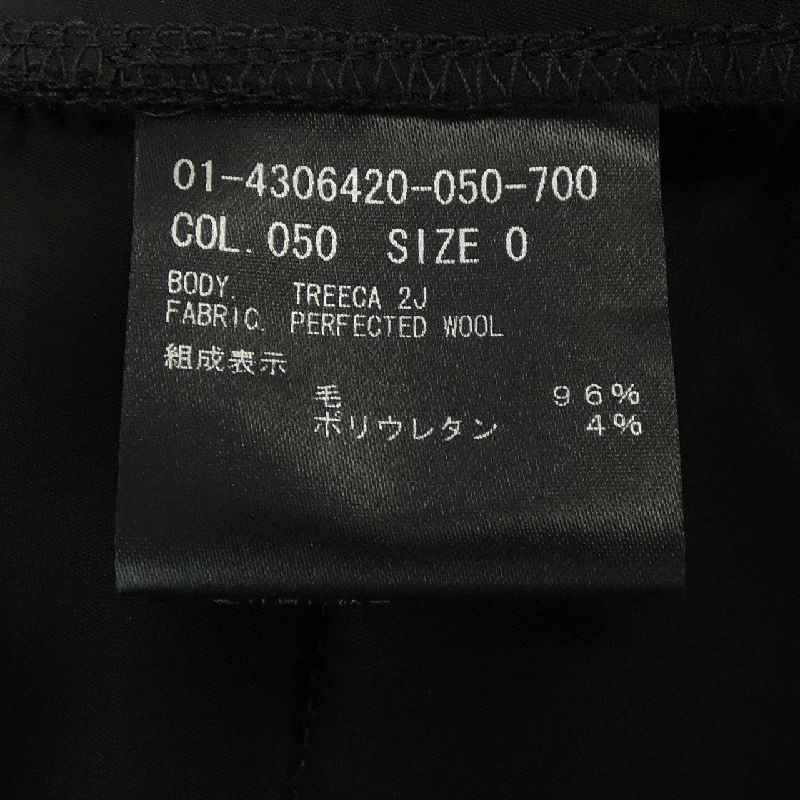 01-4306420-050-700
COL. 050 SIZE 0
BODY. TREECA 2J
FABRIC. PERFECTED WOOL
組成表示
毛 96%
ポリウレタン 4%